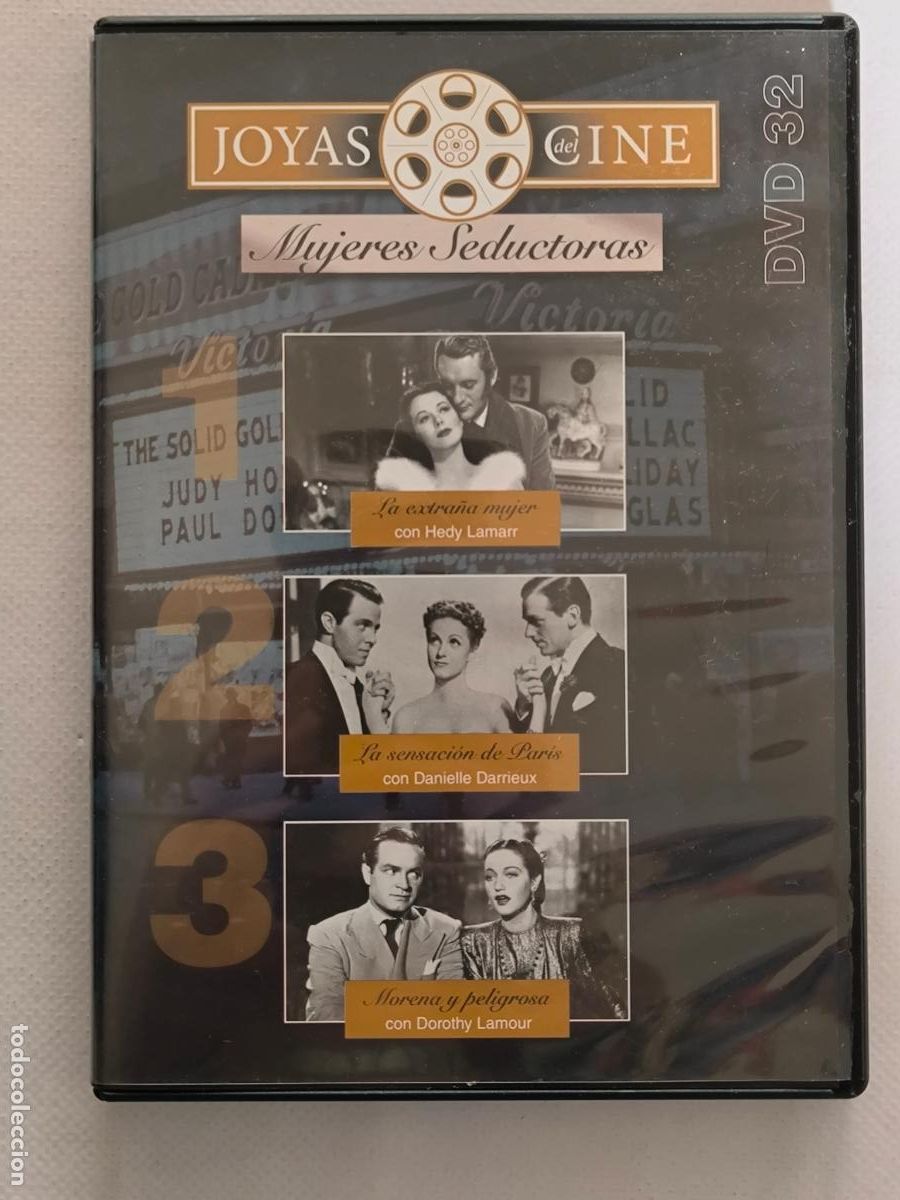 JOYAS del CINE
Mujeres Seductoras
DVD 32
GOLD
Victoria
Victoria
THE SOLID GOL
JUDY HO
PAUL DO
LID
LLAC
IDAY
GLAS
1
La extraña mujer
con Hedy Lamarr
2
La sensación de París
con Danielle Darrieux
3
Morena y peligrosa
con Dorothy Lamour
todocoleccion